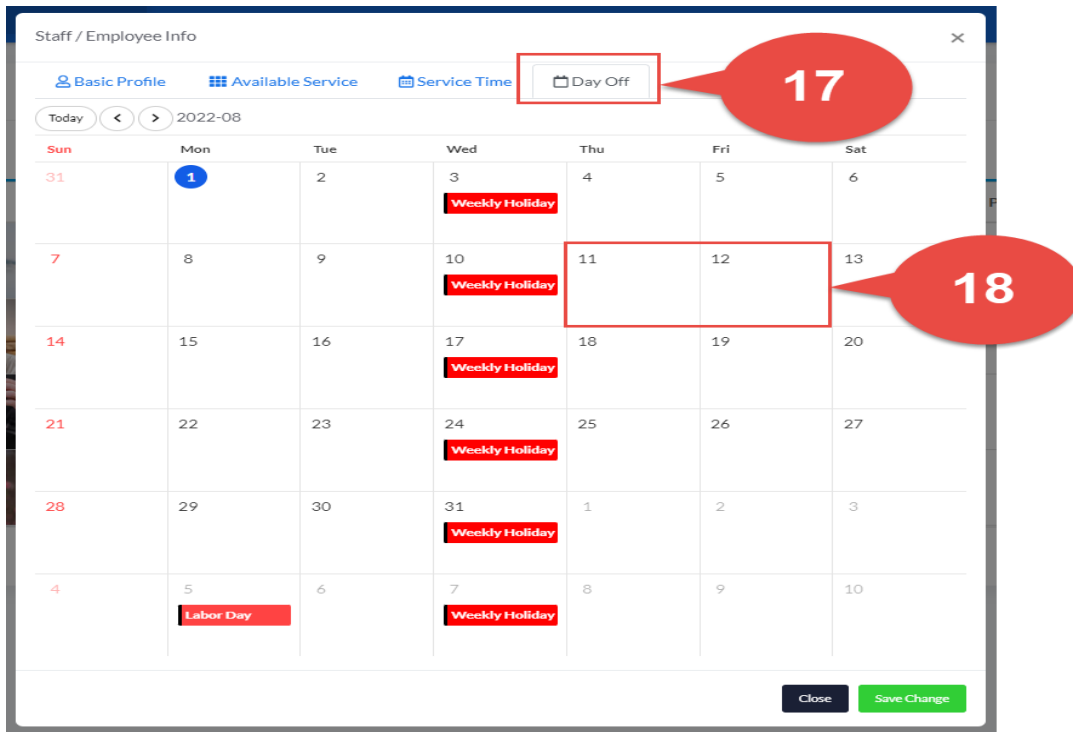 Staff / Employee Info ×
Basic Profile Available Service Service Time Day Off 17
Today < > 2022-08
Sun Mon Tue Wed Thu Fri Sat
31 1 2 3 4 5 6
Weekly Holiday
7 8 9 10 11 12 13
Weekly Holiday
18
14 15 16 17 18 19 20
Weekly Holiday
21 22 23 24 25 26 27
Weekly Holiday
28 29 30 31 1 2 3
Weekly Holiday
4 5 6 7 8 9 10
Labor Day Weekly Holiday
Close Save Change